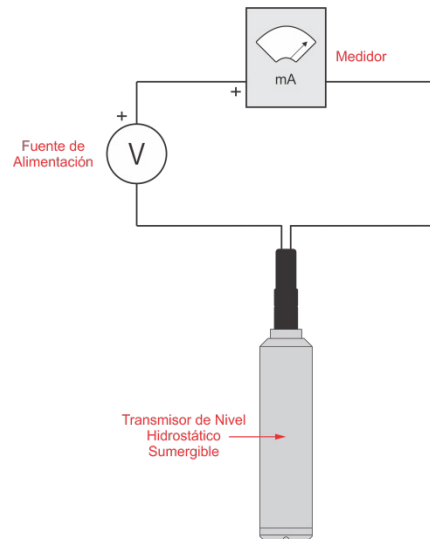 Medidor
mA
+
+
Fuente de
Alimentación
V
Transmisor de Nivel
Hidrostático
Sumergible